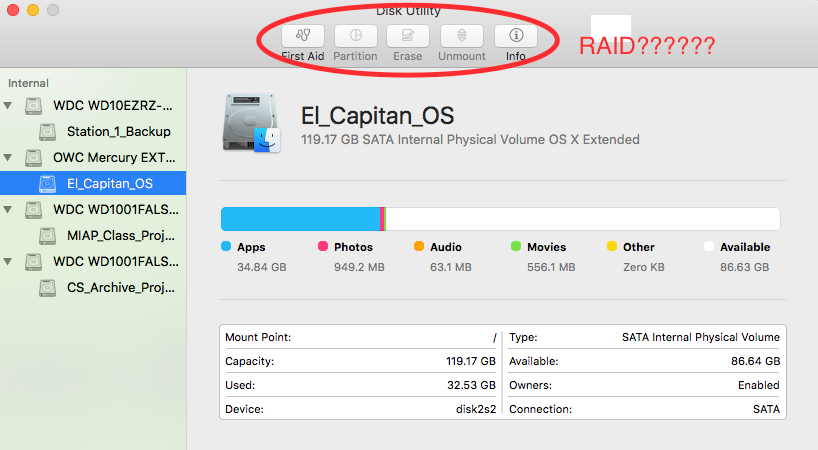 Disk Utility
First Aid Partition Erase Unmount Info
RAID??????
Internal
WDC WD10EZRZ-...
Station_1_Backup
OWC Mercury EXT...
El_Capitan_OS
WDC WD1001FALS...
MIAP_Class_Proj...
WDC WD1001FALS...
CS_Archive_Proj...
El_Capitan_OS
119.17 GB SATA Internal Physical Volume OS X Extended
Apps Photos Audio Movies Other Available
34.84 GB 949.2 MB 63.1 MB 556.1 MB Zero KB 86.63 GB
Mount Point: / Type: SATA Internal Physical Volume
Capacity: 119.17 GB Available: 86.64 GB
Used: 32.53 GB Owners: Enabled
Device: disk2s2 Connection: SATA